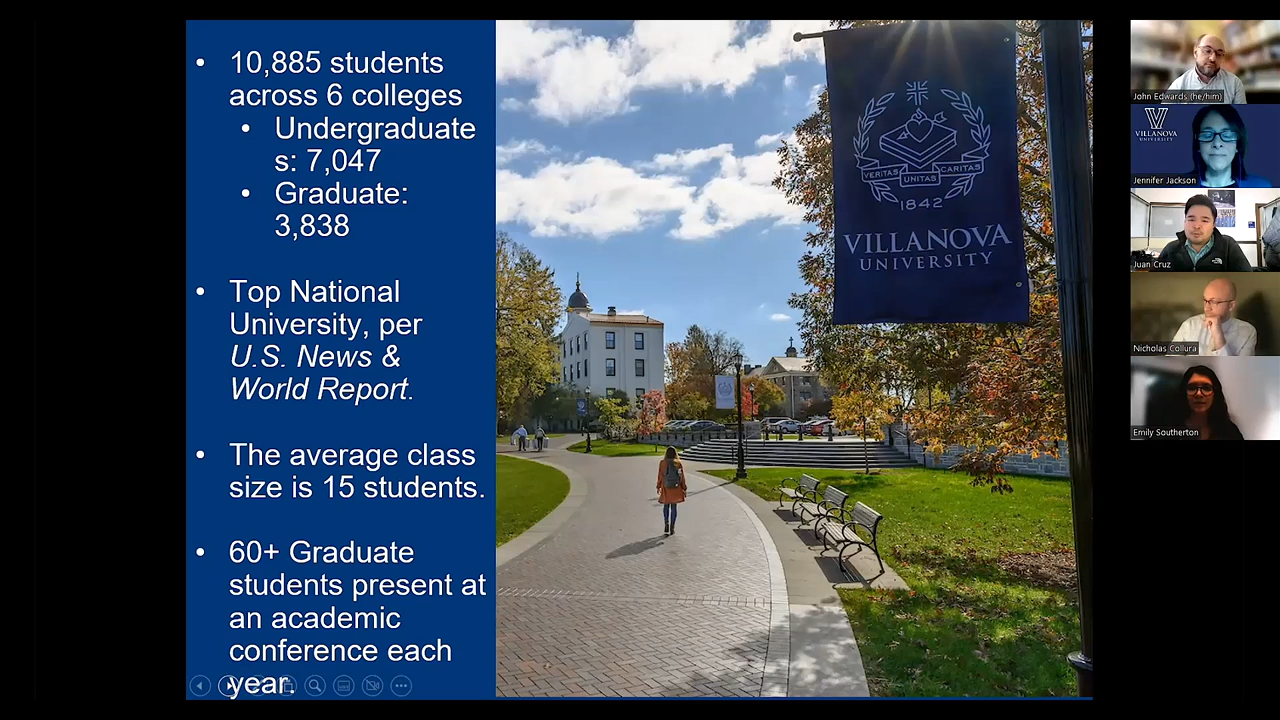 • 10,885 students
across 6 colleges
• Undergraduate
s: 7,047
• Graduate:
3,838
• Top National
University, per
U.S. News &
World Report.
• The average class
size is 15 students.
• 60+ Graduate
students present at
an academic
conference each
year.
VERITAS UNITAS CARITAS
1842
VILLANOVA
UNIVERSITY
John Edwards (he/him)
VILLANOVA
UNIVERSITY
Jennifer Jackson
Juan Cruz
Nicholas Collura
Emily Southerton